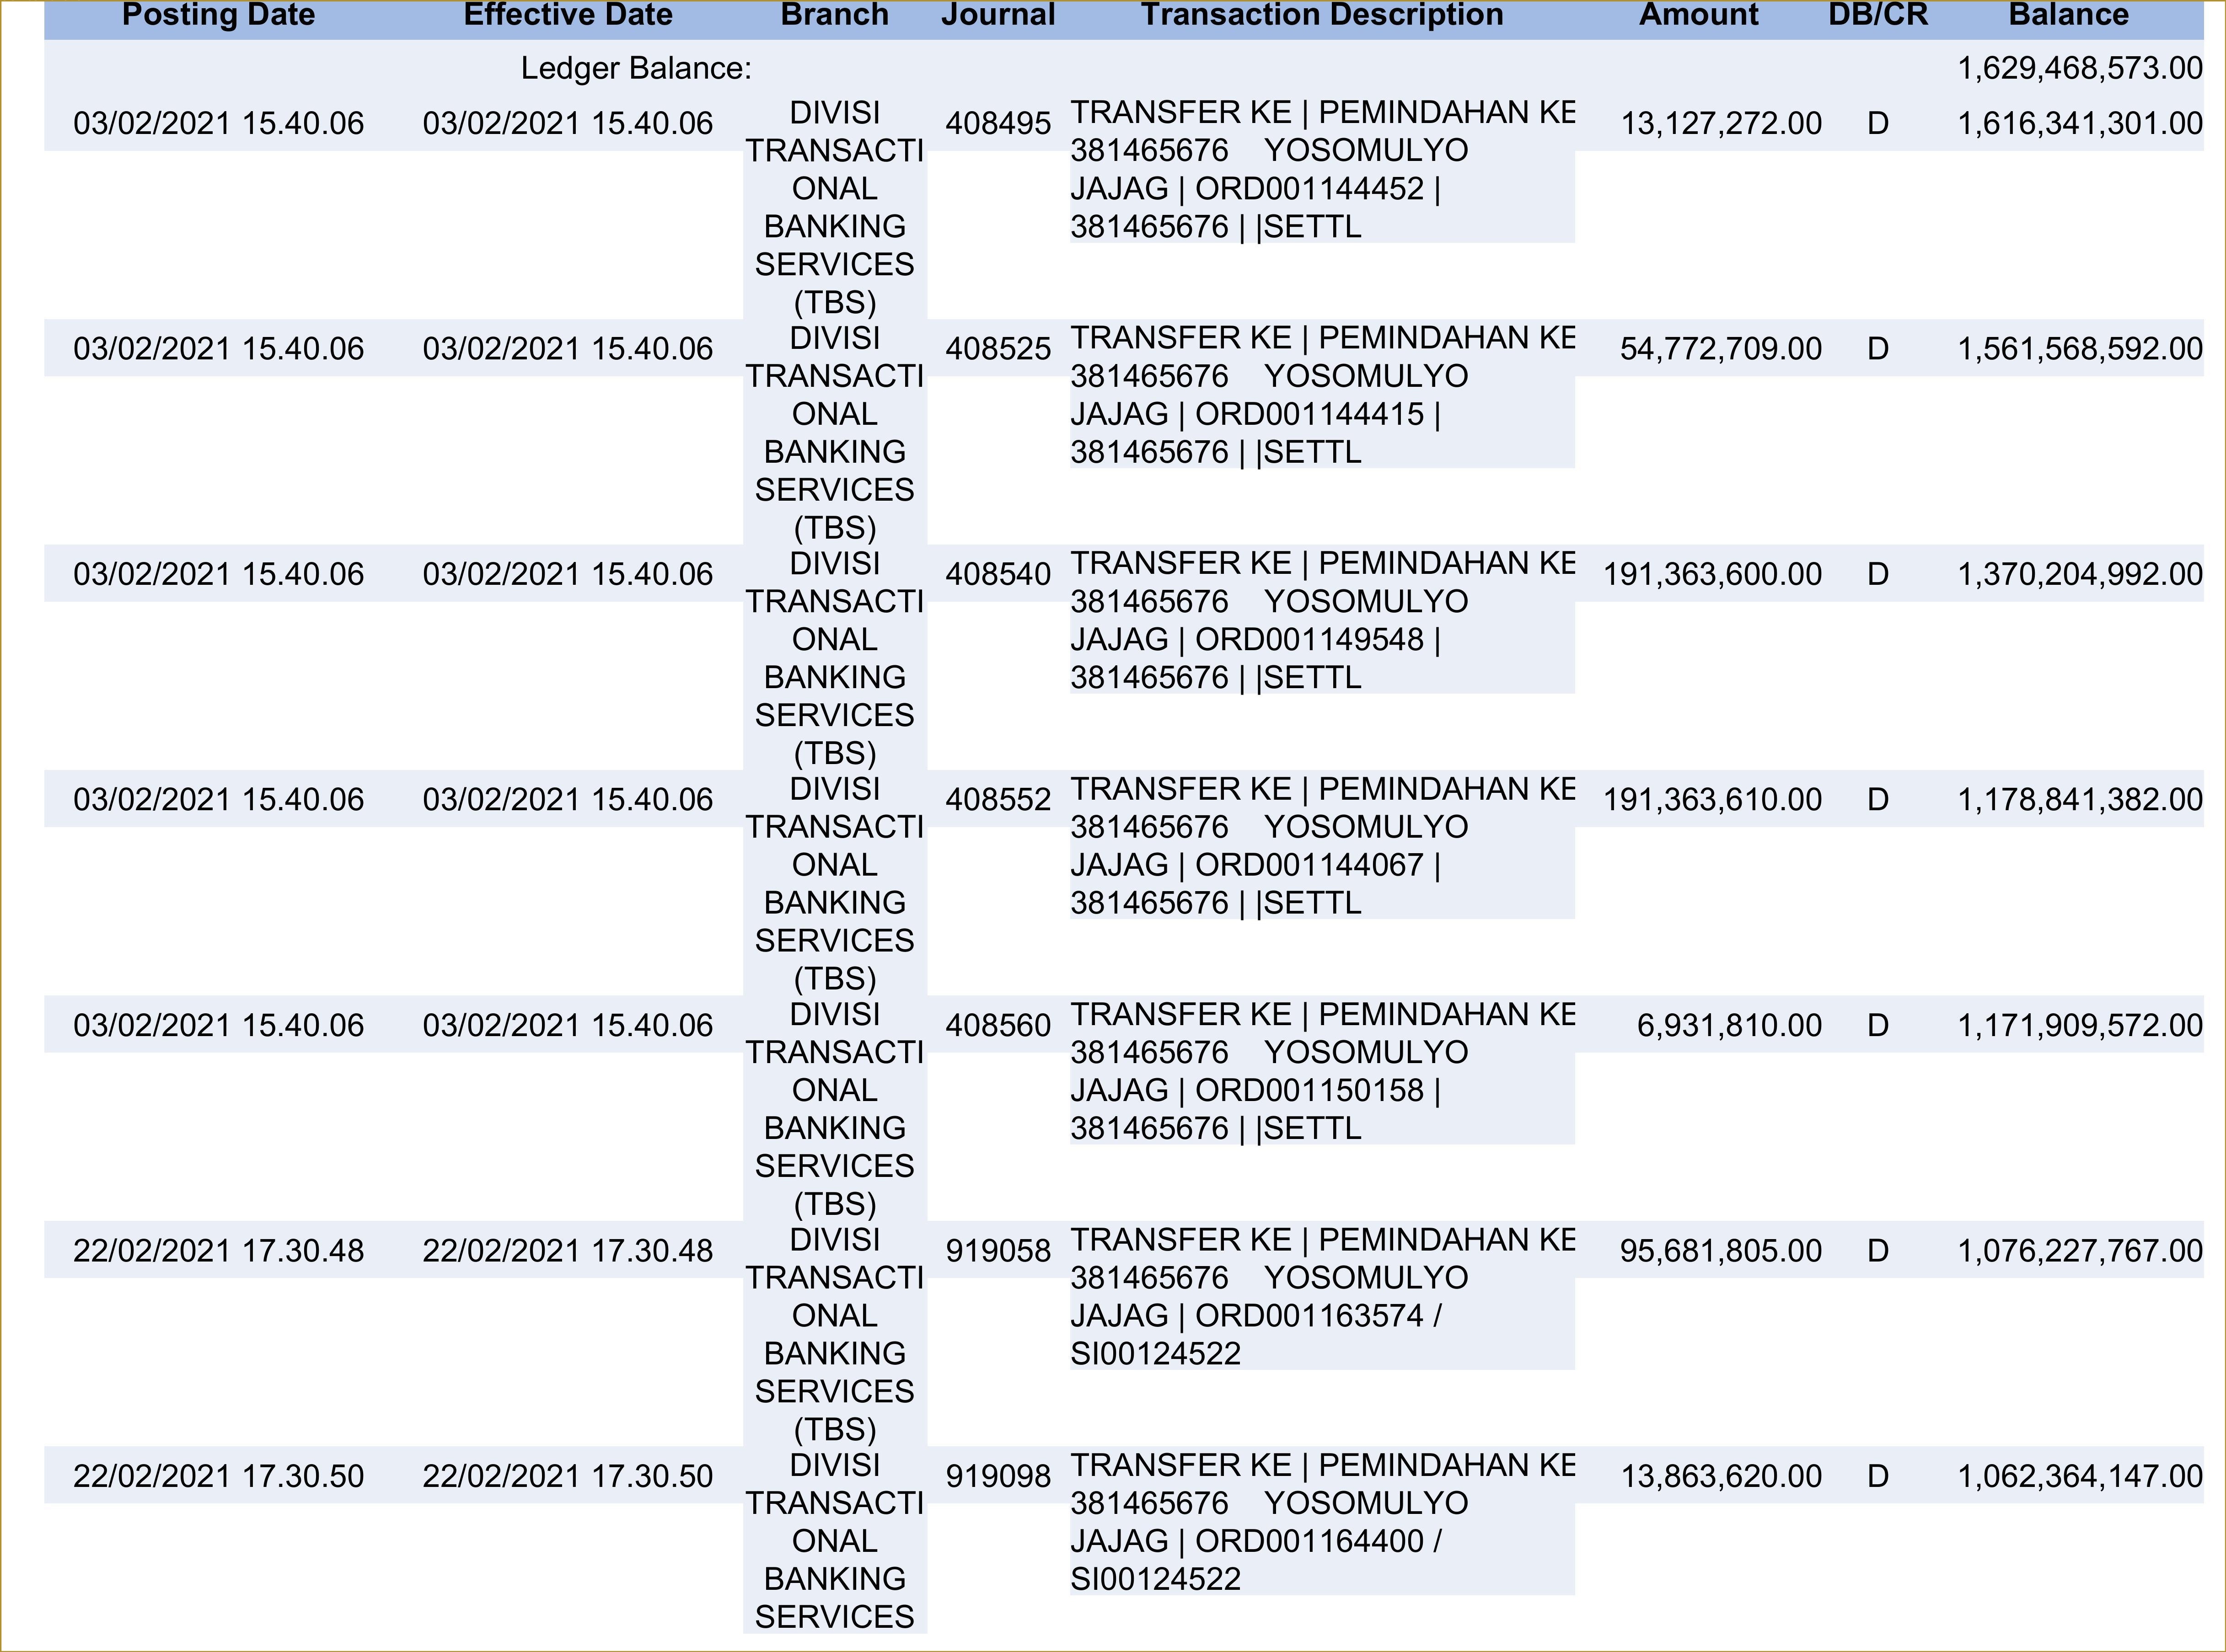 Posting Date Effective Date Branch Journal Transaction Description Amount DB/CR Balance
Ledger Balance: 1,629,468,573.00
03/02/2021 15.40.06 03/02/2021 15.40.06 DIVISI 408495 TRANSFER KE | PEMINDAHAN KE 13,127,272.00 D 1,616,341,301.00
TRANSACTI 381465676 YOSOMULYO
ONAL JAJAG | ORD001144452 |
BANKING 381465676 | |SETTL
SERVICES
(TBS)
03/02/2021 15.40.06 03/02/2021 15.40.06 DIVISI 408525 TRANSFER KE | PEMINDAHAN KE 54,772,709.00 D 1,561,568,592.00
TRANSACTI 381465676 YOSOMULYO
ONAL JAJAG | ORD001144415 |
BANKING 381465676 | |SETTL
SERVICES
(TBS)
03/02/2021 15.40.06 03/02/2021 15.40.06 DIVISI 408540 TRANSFER KE | PEMINDAHAN KE 191,363,600.00 D 1,370,204,992.00
TRANSACTI 381465676 YOSOMULYO
ONAL JAJAG | ORD001149548 |
BANKING 381465676 | |SETTL
SERVICES
(TBS)
03/02/2021 15.40.06 03/02/2021 15.40.06 DIVISI 408552 TRANSFER KE | PEMINDAHAN KE 191,363,610.00 D 1,178,841,382.00
TRANSACTI 381465676 YOSOMULYO
ONAL JAJAG | ORD001144067 |
BANKING 381465676 | |SETTL
SERVICES
(TBS)
03/02/2021 15.40.06 03/02/2021 15.40.06 DIVISI 408560 TRANSFER KE | PEMINDAHAN KE 6,931,810.00 D 1,171,909,572.00
TRANSACTI 381465676 YOSOMULYO
ONAL JAJAG | ORD001150158 |
BANKING 381465676 | |SETTL
SERVICES
(TBS)
22/02/2021 17.30.48 22/02/2021 17.30.48 DIVISI 919058 TRANSFER KE | PEMINDAHAN KE 95,681,805.00 D 1,076,227,767.00
TRANSACTI 381465676 YOSOMULYO
ONAL JAJAG | ORD001163574 /
BANKING SI00124522
SERVICES
(TBS)
22/02/2021 17.30.50 22/02/2021 17.30.50 DIVISI 919098 TRANSFER KE | PEMINDAHAN KE 13,863,620.00 D 1,062,364,147.00
TRANSACTI 381465676 YOSOMULYO
ONAL JAJAG | ORD001164400 /
BANKING SI00124522
SERVICES